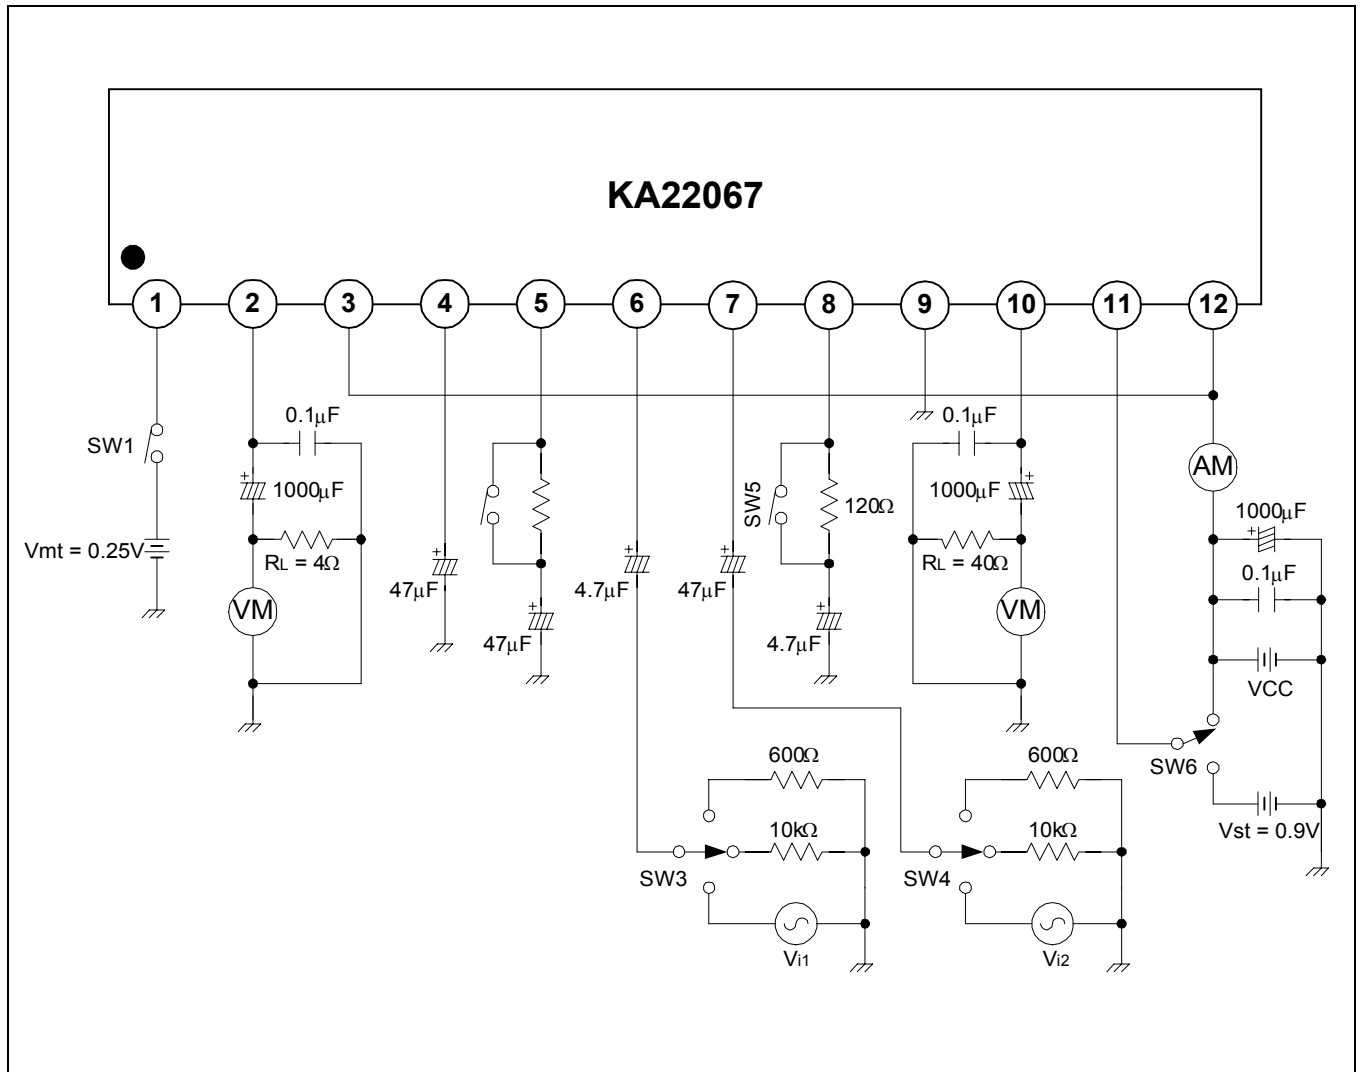 KA22067
1 2 3 4 5 6 7 8 9 10 11 12
0.1µF
0.1µF
SW1
AM
+
1000µF
+
1000µF
SW5
120Ω
1000µF
+
+
Vmt = 0.25V
RL = 4Ω
+
47µF
+
4.7µF
+
47µF
RL = 40Ω
0.1µF
VM
+
47µF
+
4.7µF
VM
VCC
600Ω
600Ω
SW6
10kΩ
10kΩ
Vst = 0.9V
SW3
SW4
Vi1
Vi2